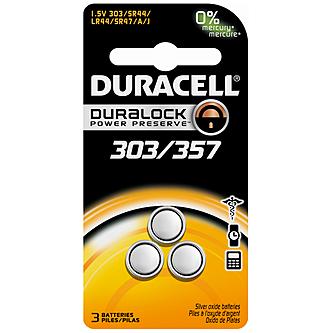 1.5V 303/SR44/
LR44/SR47/A/J
0%
mercury*
mercure*
DURACELL®
DURALOCK
POWER PRESERVE™
303/357
3 BATTERIES
PILES/PILAS
Silver oxide batteries
Piles à l'oxyde d'argent
Óxido de Plata